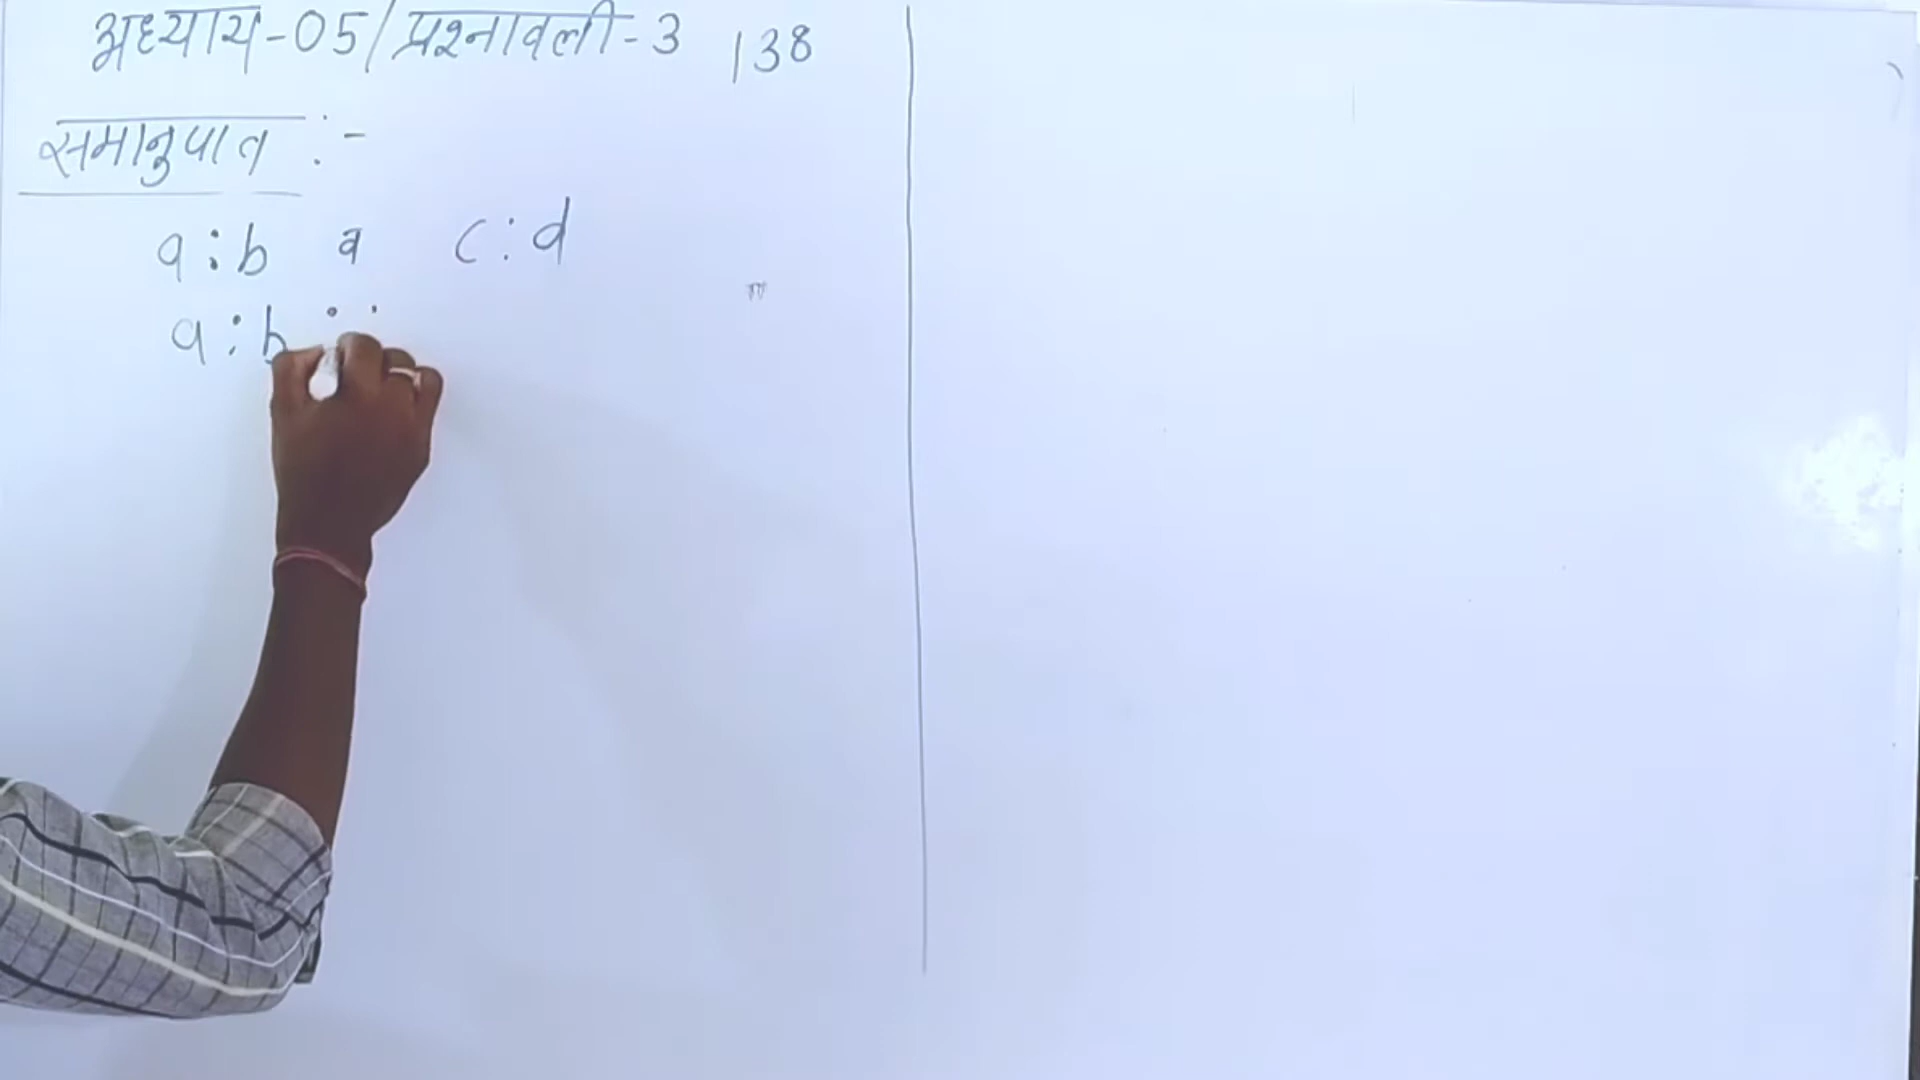 अध्याय-05/प्रश्नावली-3 138
समानुपात :-
a:b व c:d
a:b